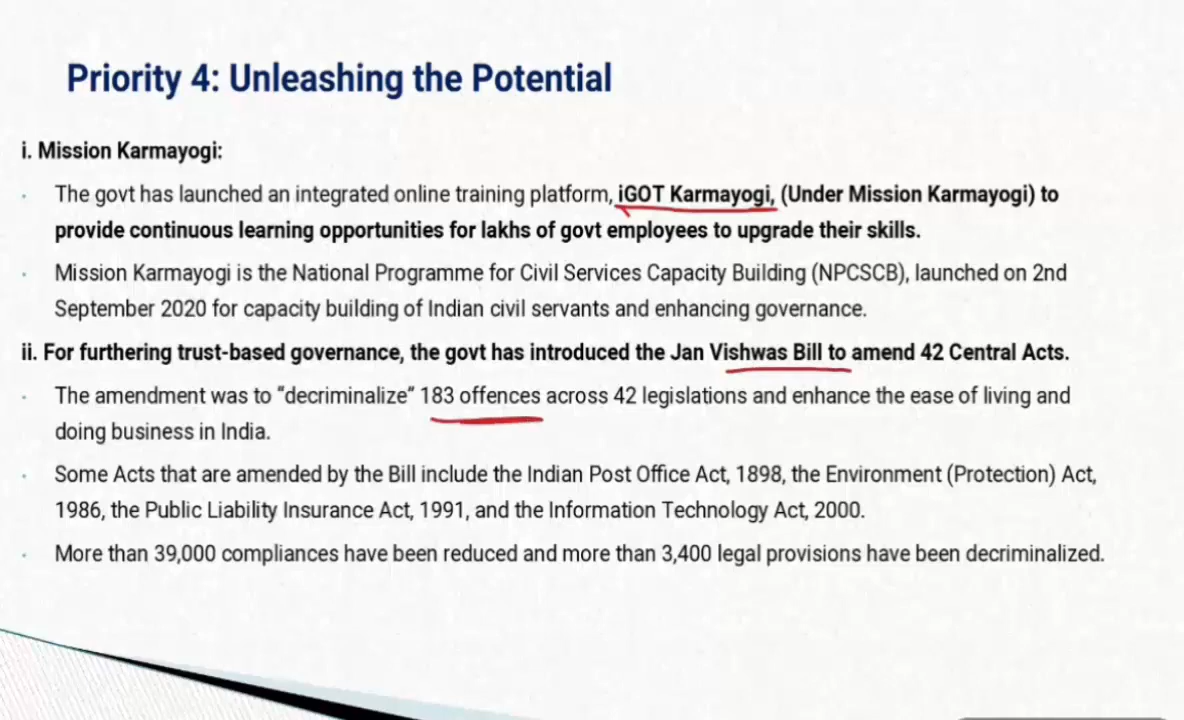 Priority 4: Unleashing the Potential
i. Mission Karmayogi:
The govt has launched an integrated online training platform, iGOT Karmayogi, (Under Mission Karmayogi) to
provide continuous learning opportunities for lakhs of govt employees to upgrade their skills.
Mission Karmayogi is the National Programme for Civil Services Capacity Building (NPCSCB), launched on 2nd
September 2020 for capacity building of Indian civil servants and enhancing governance.
ii. For furthering trust-based governance, the govt has introduced the Jan Vishwas Bill to amend 42 Central Acts.
The amendment was to "decriminalize" 183 offences across 42 legislations and enhance the ease of living and
doing business in India.
Some Acts that are amended by the Bill include the Indian Post Office Act, 1898, the Environment (Protection) Act,
1986, the Public Liability Insurance Act, 1991, and the Information Technology Act, 2000.
More than 39,000 compliances have been reduced and more than 3,400 legal provisions have been decriminalized.